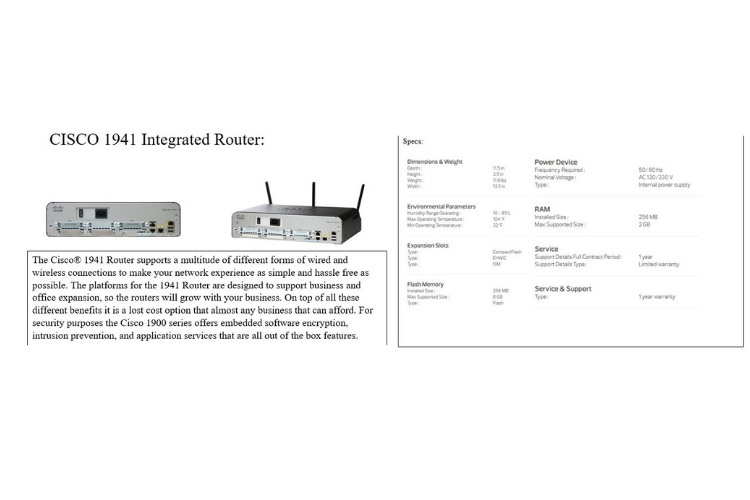 CISCO 1941 Integrated Router:
The Cisco® 1941 Router supports a multitude of different forms of wired and
wireless connections to make your network experience as simple and hassle free as
possible. The platforms for the 1941 Router are designed to support business and
office expansion, so the routers will grow with your business. On top of all these
different benefits it is a lost cost option that almost any business that can afford. For
security purposes the Cisco 1900 series offers embedded software encryption,
intrusion prevention, and application services that are all out of the box features.
Specs:
Dimensions & Weight
Depth : 11.5 in
Height : 3.5 in
Weight : 11.9 lbs
Width : 13.5 in
Environmental Parameters
Humidity Range Operating : 10 - 85%
Max Operating Temperature : 104 °F
Min Operating Temperature : 32 °F
Expansion Slots
Type : CompactFlash
Type : EHWIC
Type : ISM
Flash Memory
Installed Size : 256 MB
Max Supported Size : 8 GB
Type : Flash
Power Device
Frequency Required : 50/60 Hz
Nominal Voltage : AC 120/230 V
Type : Internal power supply
RAM
Installed Size : 256 MB
Max Supported Size : 2 GB
Service
Support Details Full Contract Period : 1 year
Support Details Type : Limited warranty
Service & Support
Type : 1 year warranty